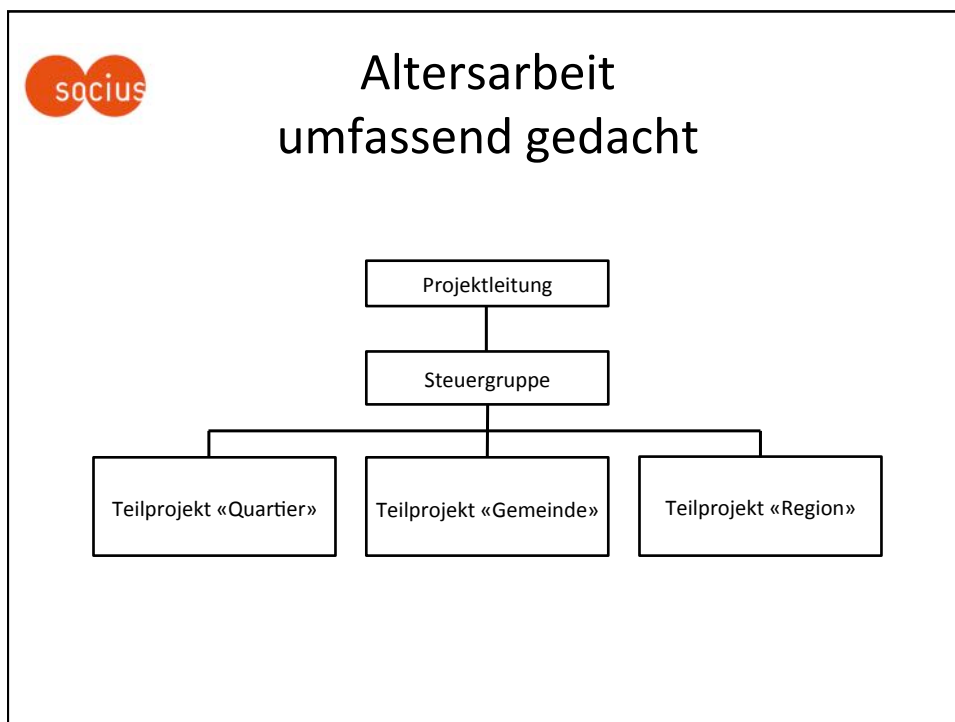 socius
Altersarbeit
umfassend gedacht
Projektleitung
Steuergruppe
Teilprojekt «Quartier»
Teilprojekt «Gemeinde»
Teilprojekt «Region»